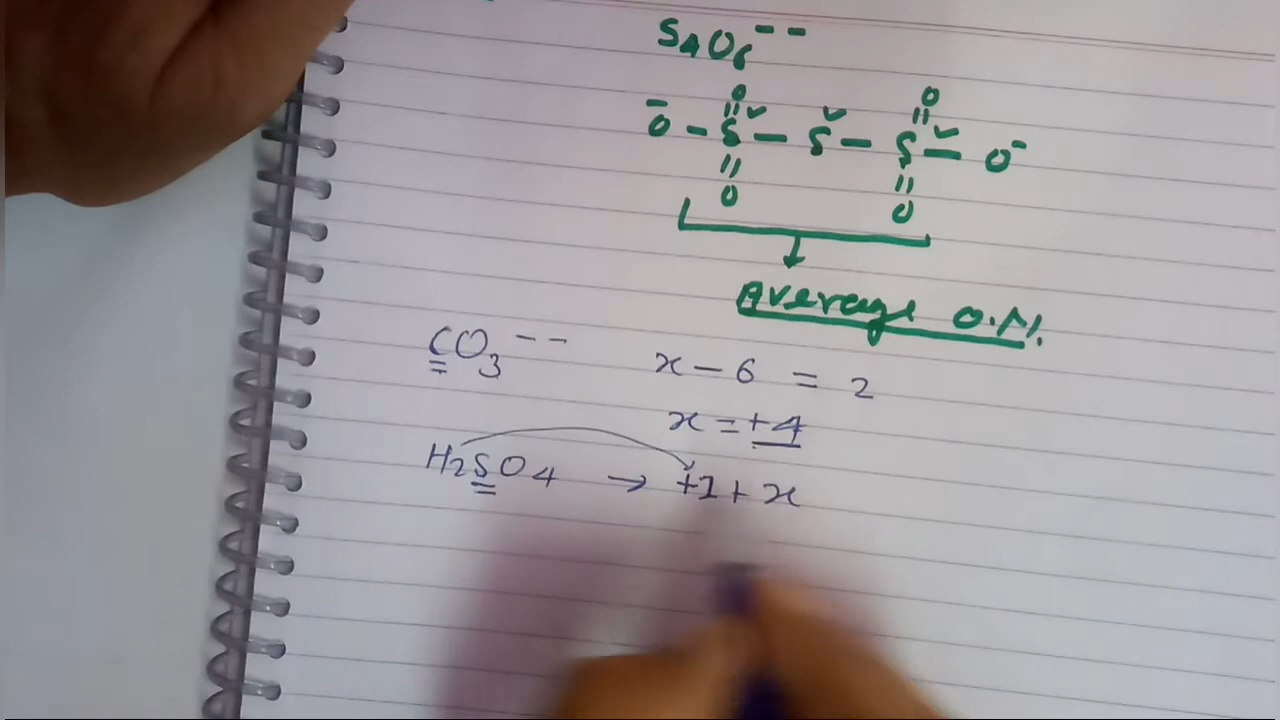 S4O6--
O
O
-O - S - S - S - O-
O
O
Average O.N.
CO3-- x - 6 = 2
x = +4
H2SO4 → +1 + x